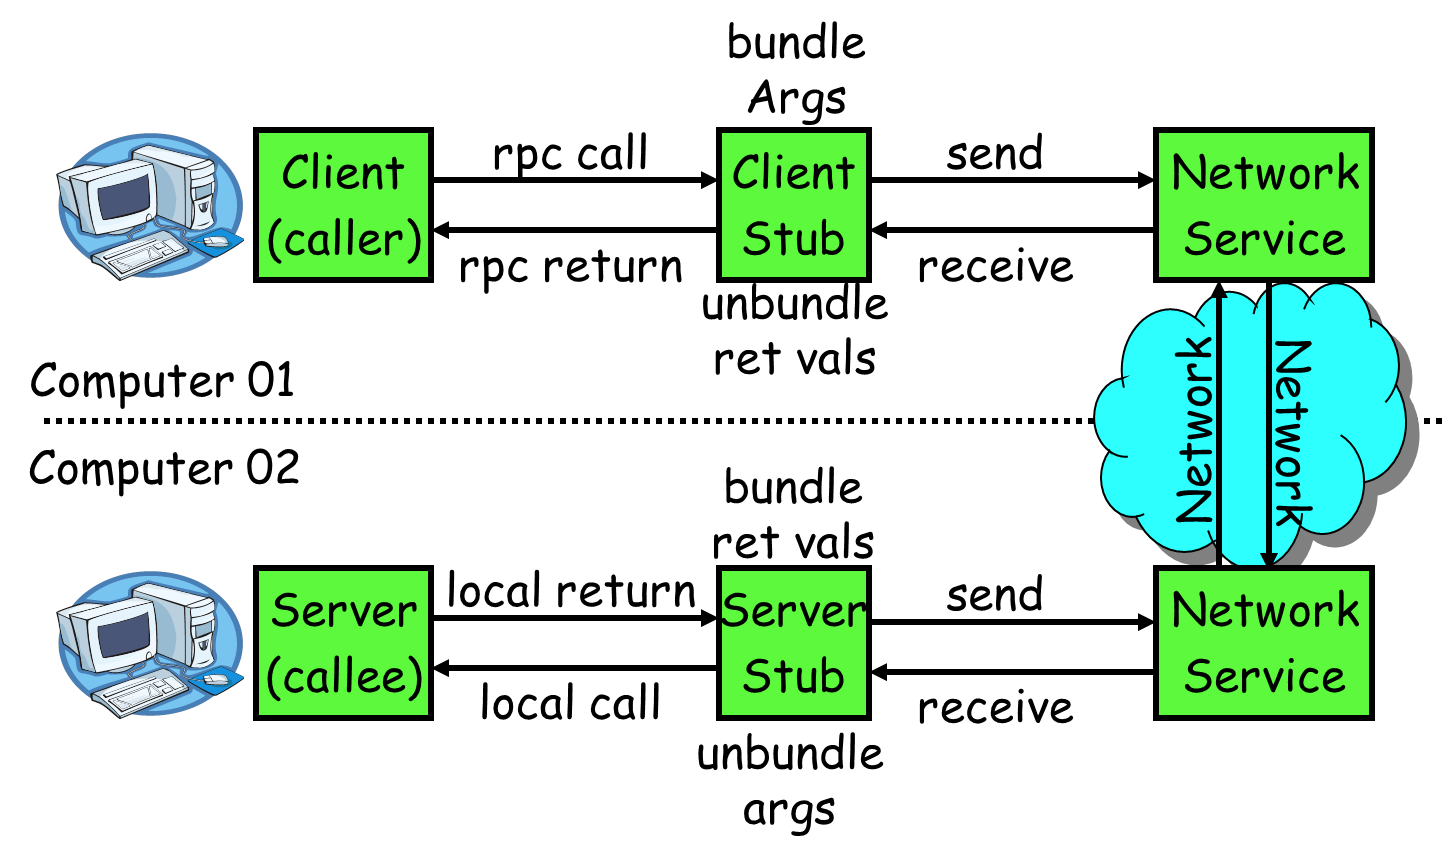 bundle
Args
Client
(caller)
rpc call
rpc return
Client
Stub
send
receive
Network
Service
unbundle
ret vals
Computer 01
Network
Network
Computer 02
bundle
ret vals
Server
(callee)
local return
local call
Server
Stub
send
receive
Network
Service
unbundle
args